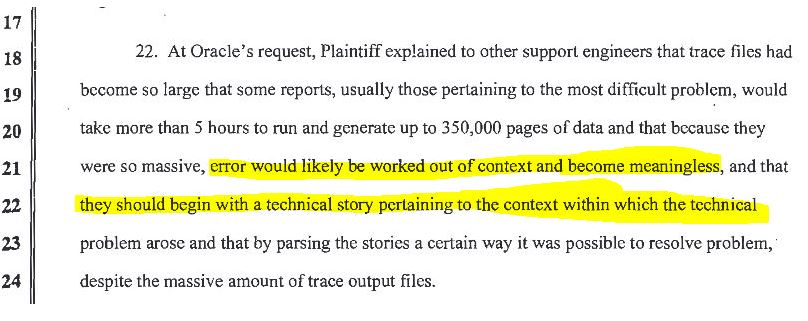 17
18 22. At Oracle's request, Plaintiff explained to other support engineers that trace files had
19 become so large that some reports, usually those pertaining to the most difficult problem, would
20 take more than 5 hours to run and generate up to 350,000 pages of data and that because they
21 were so massive, error would likely be worked out of context and become meaningless, and that
22 they should begin with a technical story pertaining to the context within which the technical
23 problem arose and that by parsing the stories a certain way it was possible to resolve problem,
24 despite the massive amount of trace output files.